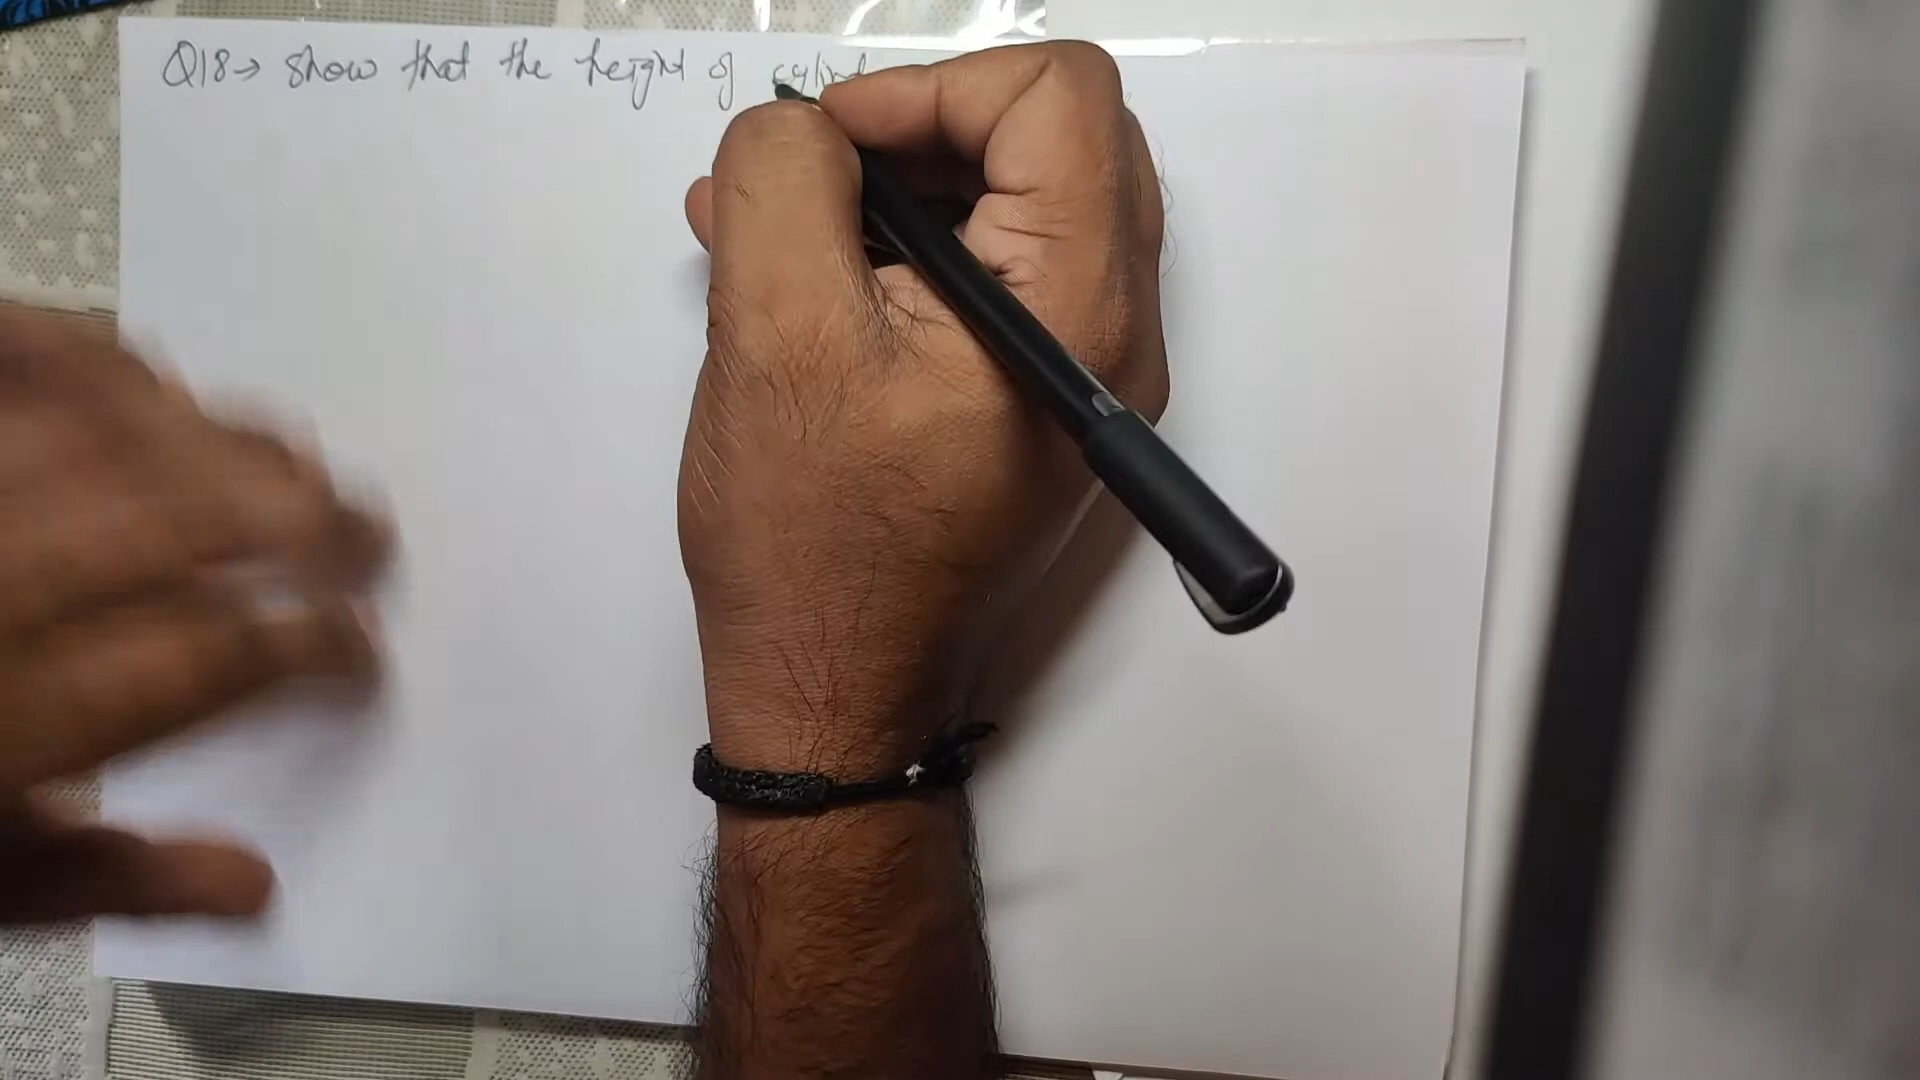 Q18→ Show that the height of